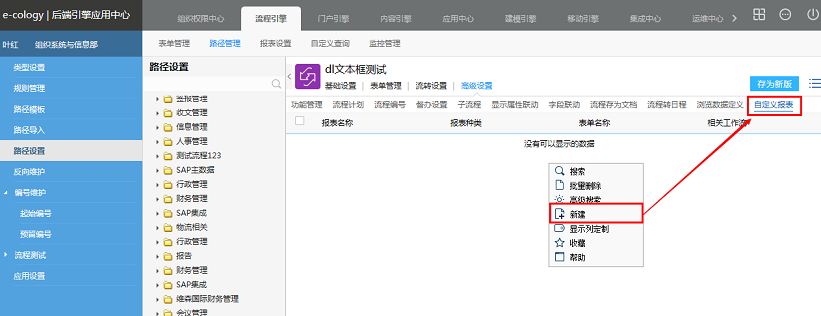 e-cology | 后端引擎应用中心
组织权限中心 流程引擎 门户引擎 内容引擎 应用中心 建模引擎 移动引擎 集成中心 运维中心
叶红 组织系统与信息部
表单管理 路径管理 报表设置 自定义查询 监控管理
类型设置
规则管理
路径模板
路径导入
路径设置
反向维护
编号维护
起始编号
预留编号
流程测试
应用设置
路径设置
签报管理
收文管理
信息管理
人事管理
测试流程123
SAP主数据
行政管理
财务管理
SAP集成
物流相关
行政管理
报告
财务管理
SAP集成
维森国际财务管理
会议管理
dl文本框测试
基础设置 | 表单管理 | 流转设置 | 高级设置
存为新版
功能管理 流程计划 流程编号 督办设置 子流程 显示属性联动 字段联动 流程存为文档 流程转日程 浏览数据定义 自定义报表
报表名称 报表种类 表单名称 相关工作流
没有可以显示的数据
搜索
批量删除
高级搜索
新建
显示列定制
收藏
帮助